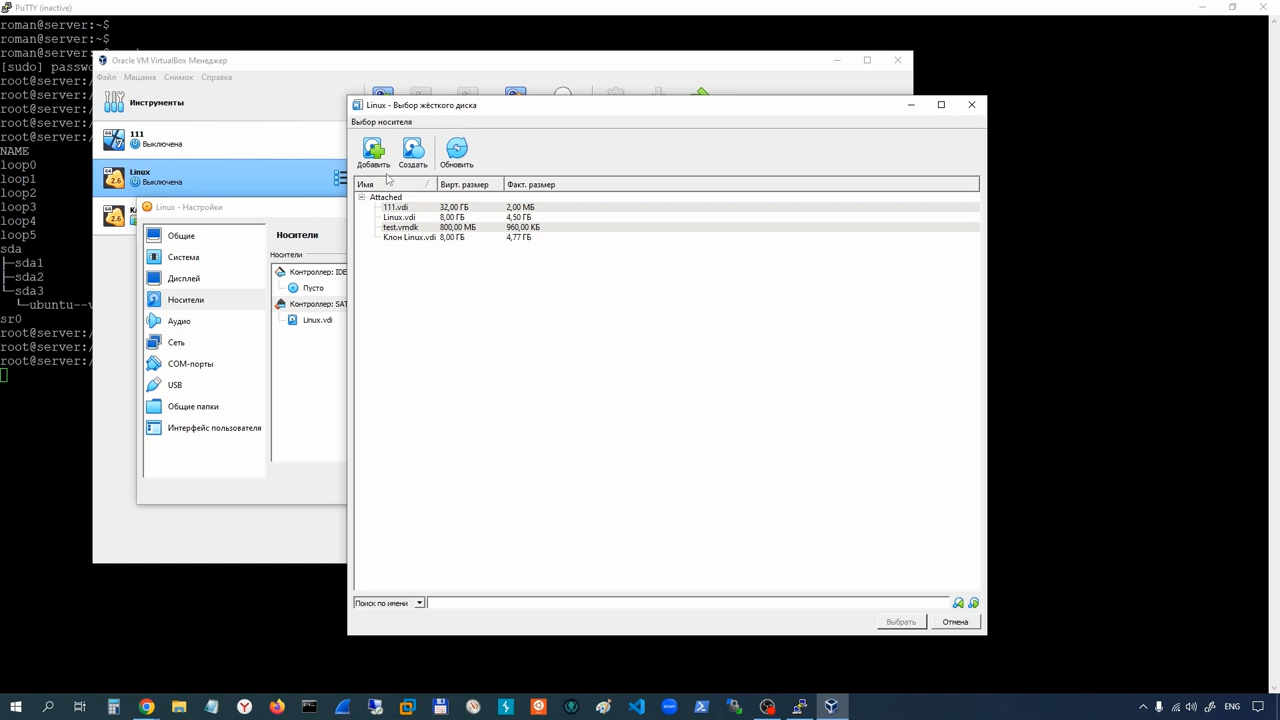 PuTTY (inactive)
roman@server:~$
roman@server:~$
roman@server:~$
[sudo] passwo
root@server:/
root@server:/
root@server:/
root@server:/
NAME
loop0
loop1
loop2
loop3
loop4
loop5
sda
├─sda1
├─sda2
├─sda3
└─ubuntu--v
sr0
root@server:/
root@server:/
root@server:/
Oracle VM VirtualBox Менеджер
Файл Машина Снимок Справка
Инструменты
111
Выключена
Linux
Выключена
Linux - Настройки
Общие
Система
Дисплей
Носители
Аудио
Сеть
COM-порты
USB
Общие папки
Интерфейс пользователя
Носители
Носители
Контроллер: IDE
Пусто
Контроллер: SAT
Linux.vdi
Linux - Выбор жёсткого диска
Выбор носителя
Добавить Создать Обновить
Имя Вирт. размер Факт. размер
Attached
111.vdi 32,00 ГБ 2,00 МБ
Linux.vdi 8,00 ГБ 4,50 ГБ
test.vmdk 800,00 МБ 960,00 КБ
Клон Linux.vdi 8,00 ГБ 4,77 ГБ
Поиск по имени
Выбрать Отмена
ENG